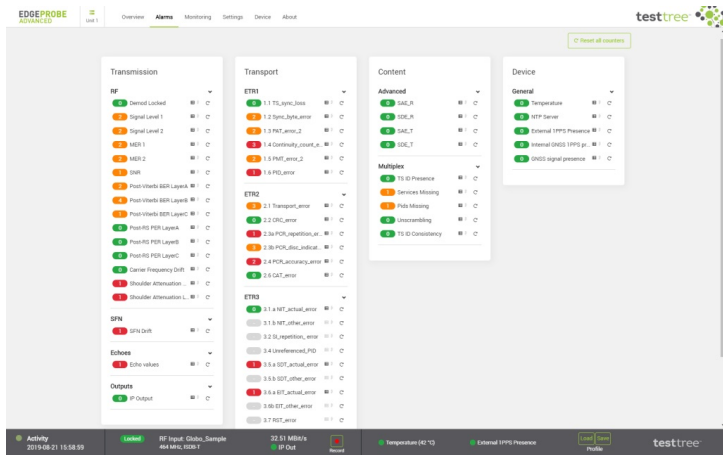 EDGEPROBE
ADVANCED
Unit 1
Overview Alarms Monitoring Settings Device About
testtree
Reset all counters
Transmission
RF
0 Demod Locked
2 Signal Level 1
2 Signal Level 2
3 MER 1
2 MER 2
1 SNR
2 Post-Viterbi BER LayerA
4 Post-Viterbi BER LayerB
1 Post-Viterbi BER LayerC
0 Post-RS PER LayerA
0 Post-RS PER LayerB
0 Post-RS PER LayerC
0 Carrier Frequency Drift
1 Shoulder Attenuation ...
1 Shoulder Attenuation L...
SFN
1 SFN Drift
Echoes
1 Echo values
Outputs
0 IP Output
Transport
ETR1
0 1.1 TS_sync_loss
2 1.2 Sync_byte_error
2 1.3 PAT_error_2
3 1.4 Continuity_count_e...
2 1.5 PMT_error_2
1 1.6 PID_error
ETR2
3 2.1 Transport_error
0 2.2 CRC_error
1 2.3a PCR_repetition_er...
3 2.3b PCR_disc_indicat...
2 2.4 PCR_accuracy_error
0 2.6 CAT_error
ETR3
0 3.1.a NIT_actual_error
3.1.b NIT_other_error
3.2 SI_repetition_ error
3.4 Unreferenced_PID
1 3.5.a SDT_actual_error
3.5.b SDT_other_error
1 3.6.a EIT_actual_error
3.6b EIT_other_error
3.7 RST_error
Content
Advanced
0 SAE_R
0 SDE_R
0 SAE_T
0 SDE_T
Multiplex
0 TS ID Presence
1 Services Missing
1 Pids Missing
0 Unscrambling
0 TS ID Consistency
Device
General
0 Temperature
0 NTP Server
0 External 1PPS Presence
0 Internal GNSS 1PPS pr...
0 GNSS signal presence
Activity
2019-08-21 15:58:59
Locked
RF Input: Globo_Sample
464 MHz, ISDB-T
32.51 MBit/s
IP Out
Record
Temperature (42 °C)
External 1PPS Presence
Load Save
Profile
testtree